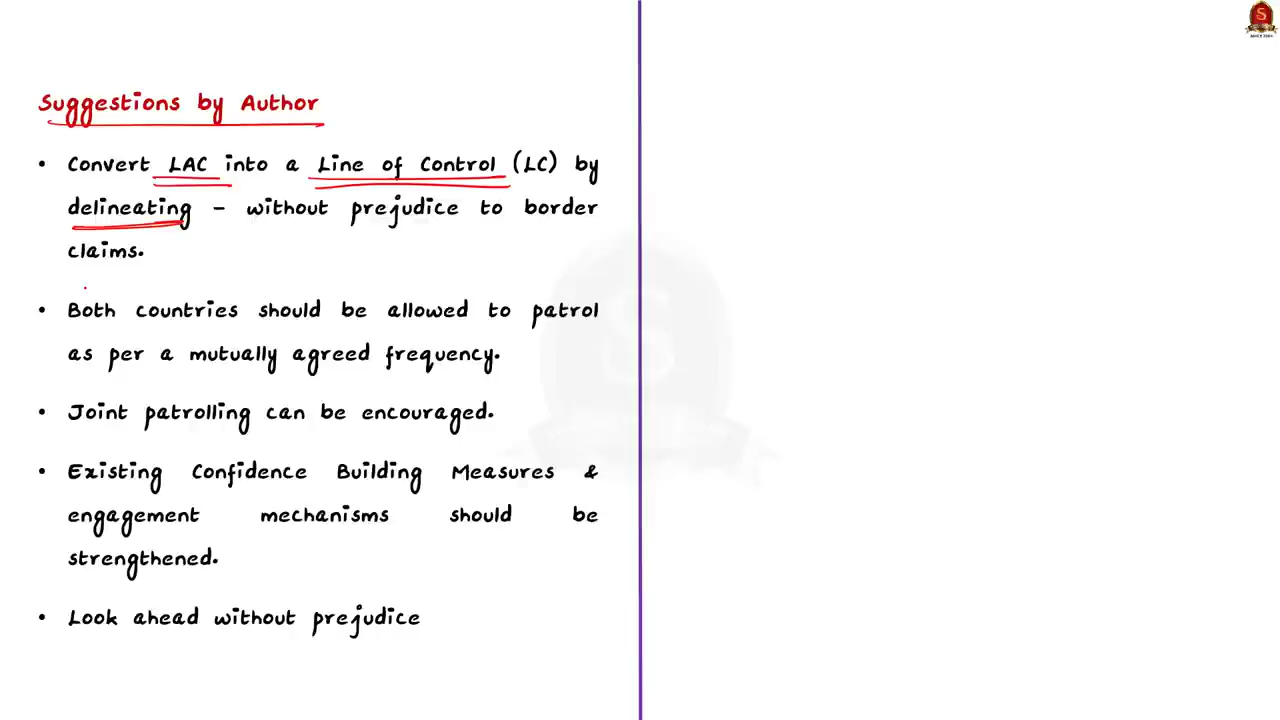 Suggestions by Author
• Convert LAC into a Line of Control (LC) by
delineating - without prejudice to border
claims.
• Both countries should be allowed to patrol
as per a mutually agreed frequency.
• Joint patrolling can be encouraged.
• Existing Confidence Building Measures &
engagement mechanisms should be
strengthened.
• Look ahead without prejudice
S